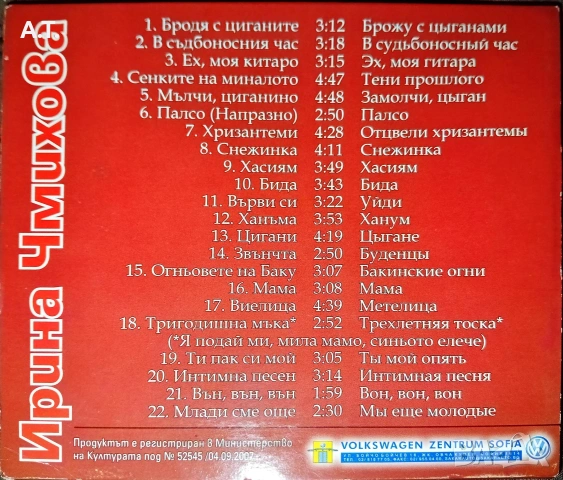 Ирина Чмихова
1. Бродя с циганите 3:12 Брожу с цыганами
2. В съдбоносния час 3:18 В судьбоносный час
3. Ех, моя китаро 3:15 Эх, моя гитара
4. Сенките на миналото 4:47 Тени прошлого
5. Мълчи, циганино 4:48 Замолчи, цыган
6. Палсо (Напразно) 2:50 Палсо
7. Хризантеми 4:28 Отцвели хризантемы
8. Снежинка 4:11 Снежинка
9. Хасиям 3:49 Хасиям
10. Бида 3:43 Бида
11. Върви си 3:22 Уйди
12. Ханъма 3:53 Ханум
13. Цигани 4:19 Цыгане
14. Звънчта 2:50 Буденцы
15. Огньовете на Баку 3:07 Бакинские огни
16. Мама 3:08 Мама
17. Виелица 4:39 Метелица
18. Тригодишна мъка* 2:52 Трехлетняя тоска*
(*Я подай ми, мила мамо, синьото елече)
19. Ти пак си мой 3:05 Ты мой опять
20. Интимна песен 3:14 Интимная песня
21. Вън, вън, вън 1:59 Вон, вон, вон
22. Млади сме още 2:30 Мы еще молодые
Продуктът е регистриран в Министерство
на Културата под № 52545 /04.09.2007
VOLKSWAGEN ZENTRUM SOFIA